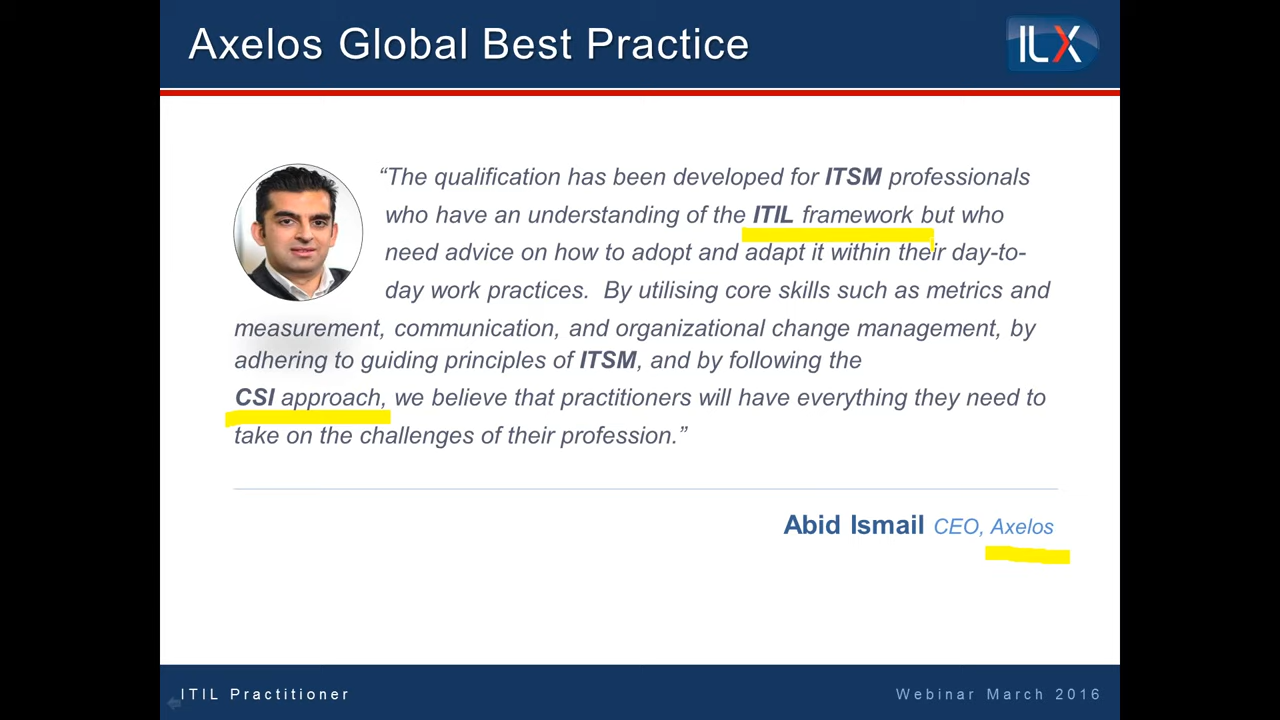 Axelos Global Best Practice
ILX
“The qualification has been developed for ITSM professionals
who have an understanding of the ITIL framework but who
need advice on how to adopt and adapt it within their day-to-
day work practices.  By utilising core skills such as metrics and
measurement, communication, and organizational change management, by
adhering to guiding principles of ITSM, and by following the
CSI approach, we believe that practitioners will have everything they need to
take on the challenges of their profession.”
Abid Ismail CEO, Axelos
ITIL Practitioner
Webinar March 2016